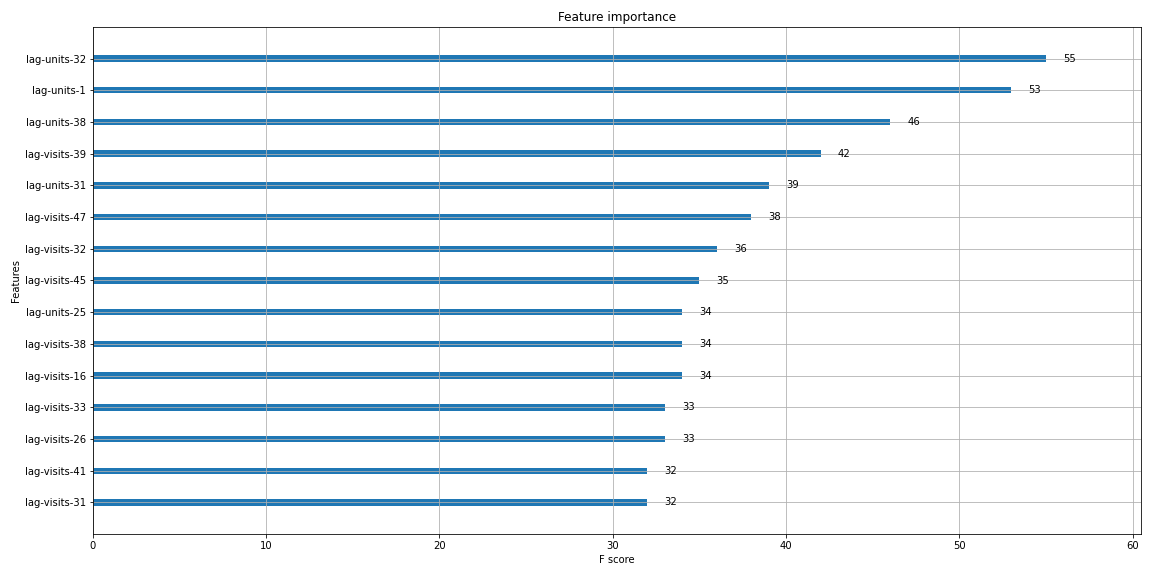 Feature importance
lag-units-32 55
lag-units-1 53
lag-units-38 46
lag-visits-39 42
lag-units-31 39
lag-visits-47 38
lag-visits-32 36
lag-visits-45 35
Features
lag-units-25 34
lag-visits-38 34
lag-visits-16 34
lag-visits-33 33
lag-visits-26 33
lag-visits-41 32
lag-visits-31 32
0 10 20 30 40 50 60
F score